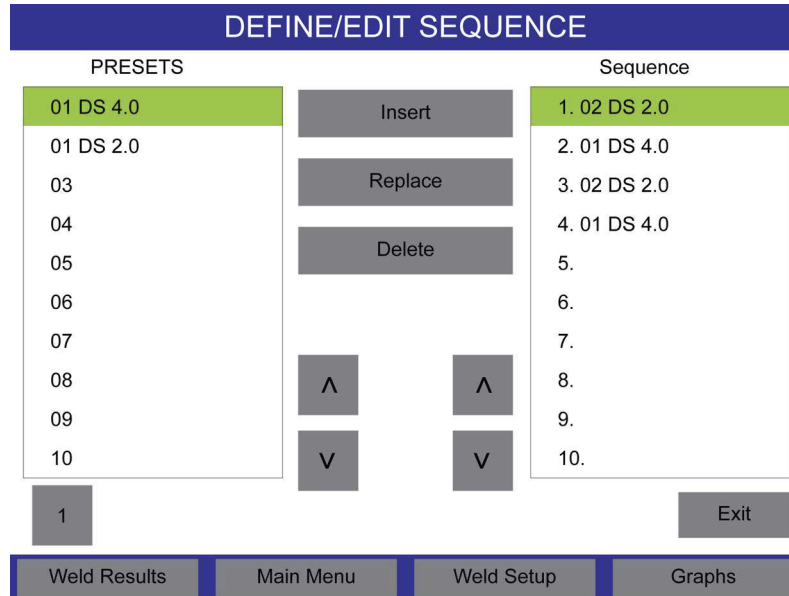 DEFINE/EDIT SEQUENCE
PRESETS
01 DS 4.0
01 DS 2.0
03
04
05
06
07
08
09
10
1
Insert
Replace
Delete
Λ
Λ
V
V
Sequence
1. 02 DS 2.0
2. 01 DS 4.0
3. 02 DS 2.0
4. 01 DS 4.0
5.
6.
7.
8.
9.
10.
Exit
Weld Results
Main Menu
Weld Setup
Graphs